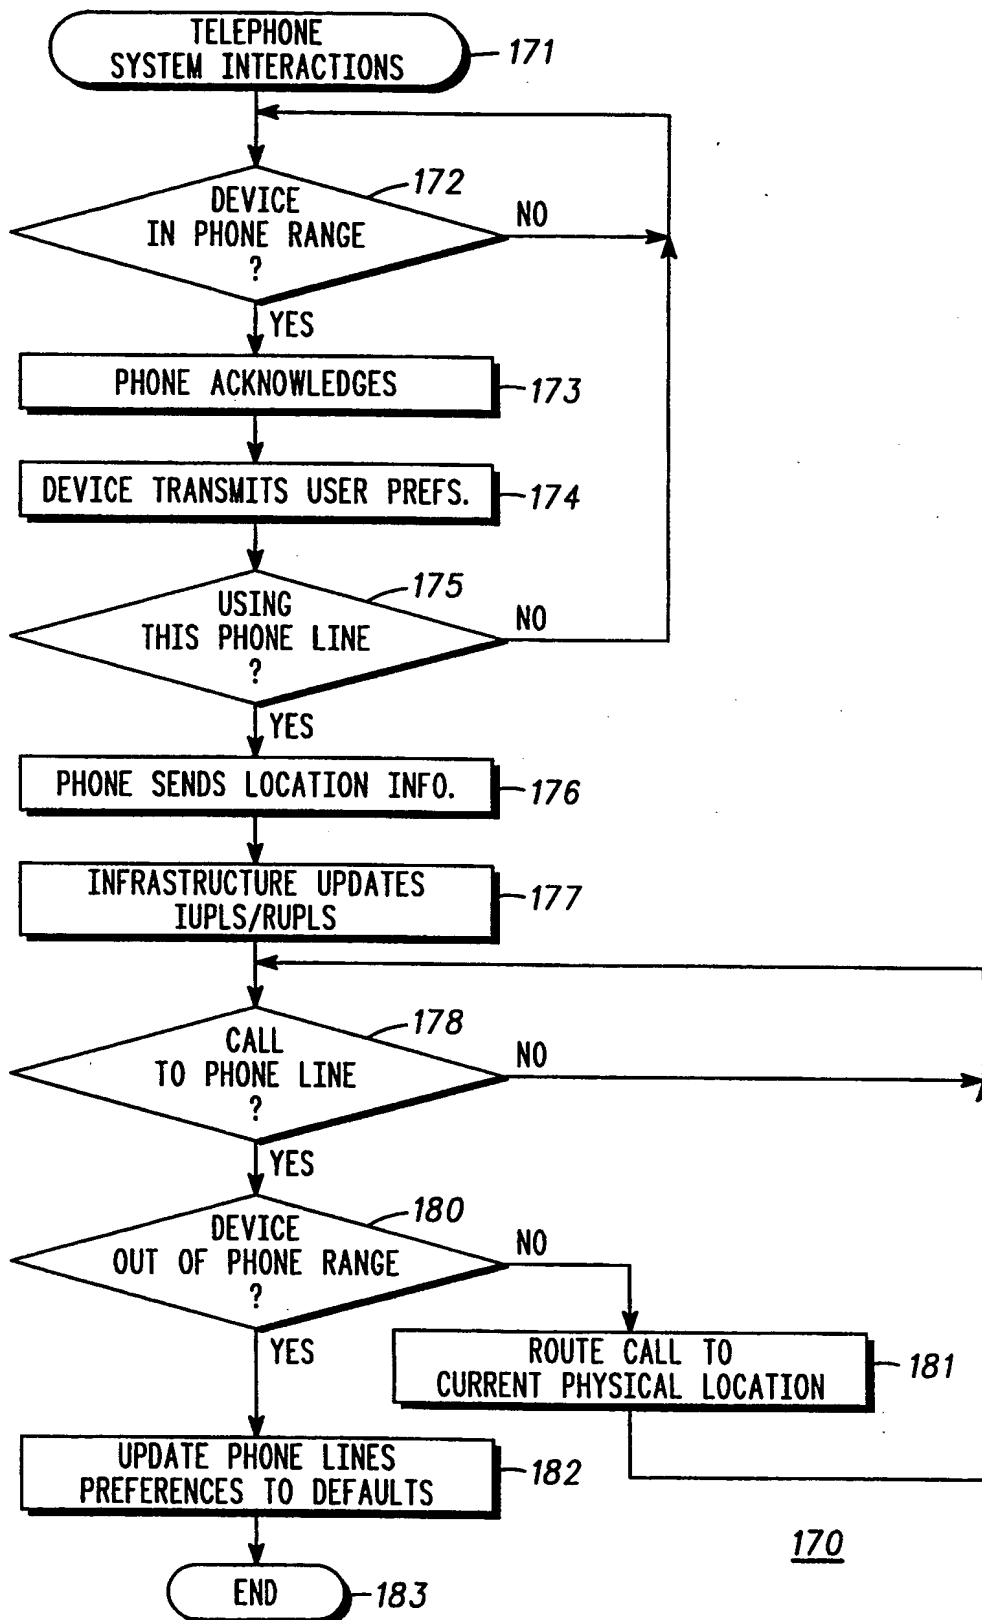 TELEPHONE
SYSTEM INTERACTIONS
171
DEVICE
IN PHONE RANGE
?
172
NO
YES
PHONE ACKNOWLEDGES
173
DEVICE TRANSMITS USER PREFS.
174
USING
THIS PHONE LINE
?
175
NO
YES
PHONE SENDS LOCATION INFO.
176
INFRASTRUCTURE UPDATES
IUPLS/RUPLS
177
CALL
TO PHONE LINE
?
178
NO
YES
DEVICE
OUT OF PHONE RANGE
?
180
NO
YES
ROUTE CALL TO
CURRENT PHYSICAL LOCATION
181
UPDATE PHONE LINES
PREFERENCES TO DEFAULTS
182
170
END
183